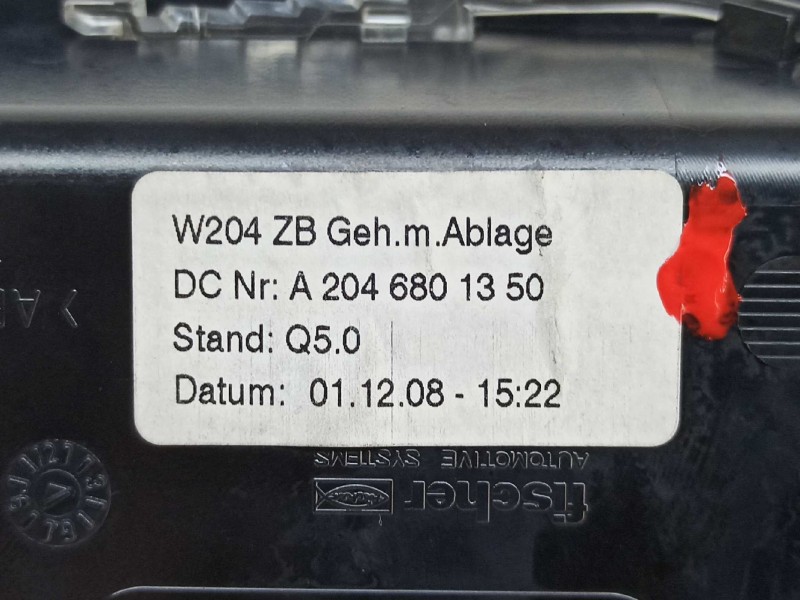 W204 ZB Geh.m.Ablage
DC Nr: A 204 680 13 50
Stand: Q5.0
Datum: 01.12.08 - 15:22
fischer
AUTOMOTIVE SYSTEMS